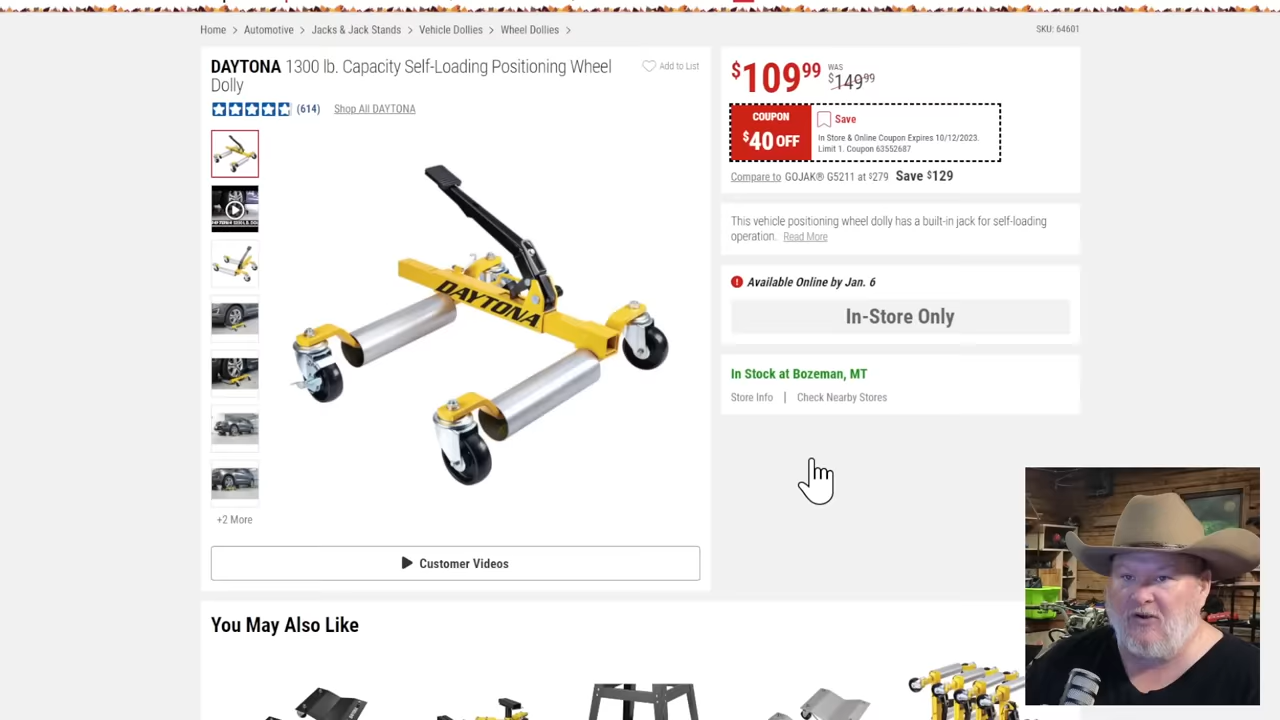 Home > Automotive > Jacks & Jack Stands > Vehicle Dollies > Wheel Dollies >
SKU: 64601
DAYTONA 1300 lb. Capacity Self-Loading Positioning Wheel
Dolly
Add to List
(614) Shop All DAYTONA
DAYTONA
+2 More
Customer Videos
$109 99 WAS $149 99
COUPON
$40 OFF
Save
In Store & Online Coupon Expires 10/12/2023.
Limit 1. Coupon 63552687
Compare to GOJAK® G5211 at $279 Save $129
This vehicle positioning wheel dolly has a built-in jack for self-loading
operation. Read More
Available Online by Jan. 6
In-Store Only
In Stock at Bozeman, MT
Store Info | Check Nearby Stores
You May Also Like